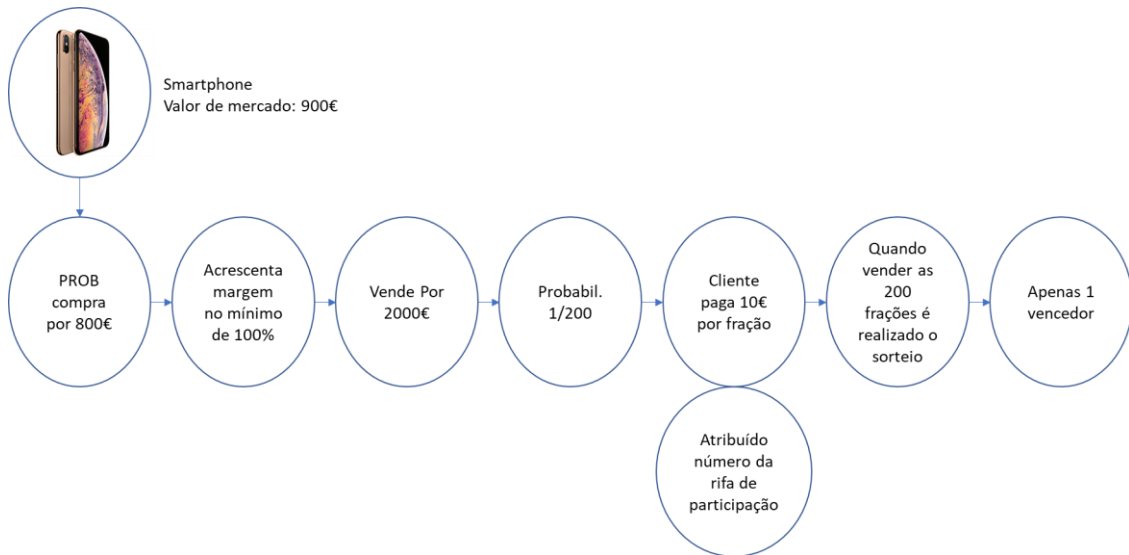 Smartphone
Valor de mercado: 900€
PROB
compra
por 800€
Acrescenta
margem
no mínimo
de 100%
Vende Por
2000€
Probabil.
1/200
Cliente
paga 10€
por fração
Quando
vender as
200
frações é
realizado o
sorteio
Apenas 1
vencedor
Atribuído
número da
rifa de
participação